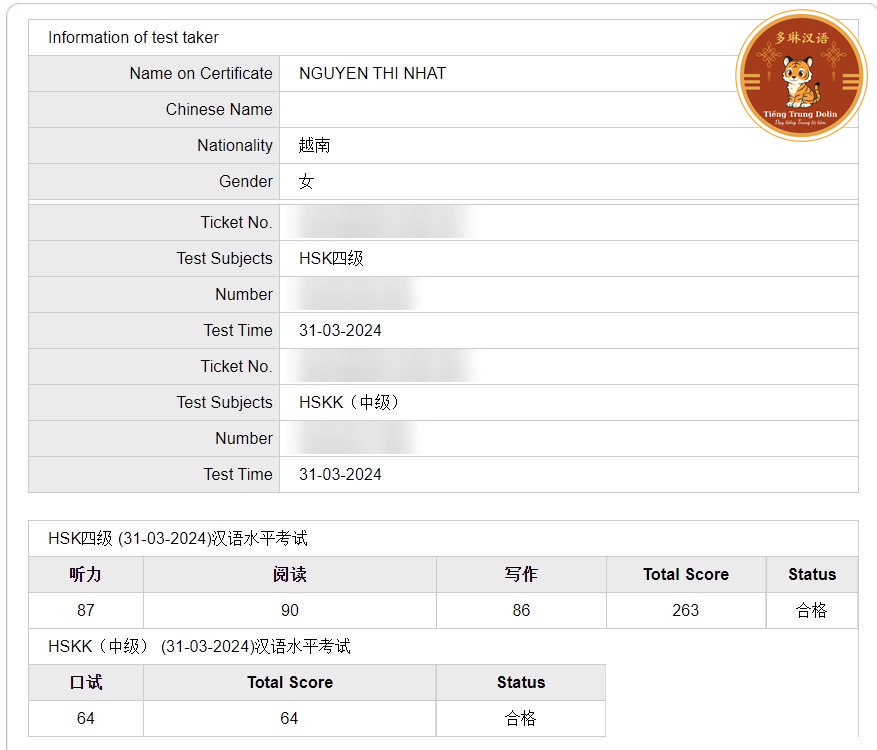 多琳汉语
Tiếng Trung Dolin
Dạy tiếng Trung từ tâm
Information of test taker
Name on Certificate NGUYEN THI NHAT
Chinese Name
Nationality 越南
Gender 女
Ticket No.
Test Subjects HSK四级
Number
Test Time 31-03-2024
Ticket No.
Test Subjects HSKK（中级）
Number
Test Time 31-03-2024
HSK四级 (31-03-2024)汉语水平考试
听力 阅读 写作 Total Score Status
87 90 86 263 合格
HSKK（中级） (31-03-2024)汉语水平考试
口试 Total Score Status
64 64 合格